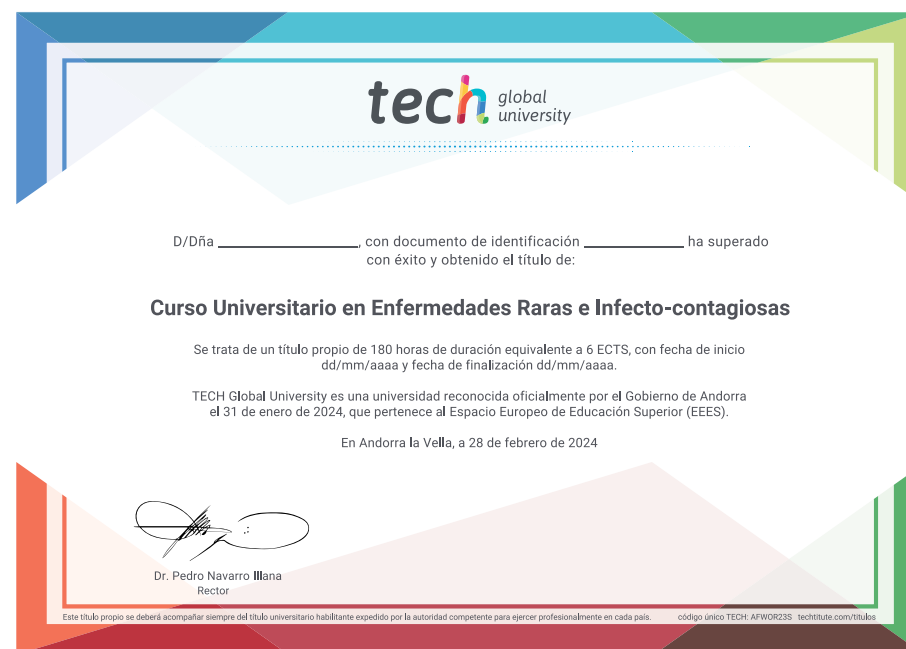 tech global
university
D/Dña ______________, con documento de identificación __________ ha superado
con éxito y obtenido el título de:
Curso Universitario en Enfermedades Raras e Infecto-contagiosas
Se trata de un título propio de 180 horas de duración equivalente a 6 ECTS, con fecha de inicio
dd/mm/aaaa y fecha de finalización dd/mm/aaaa.
TECH Global University es una universidad reconocida oficialmente por el Gobierno de Andorra
el 31 de enero de 2024, que pertenece al Espacio Europeo de Educación Superior (EEES).
En Andorra la Vella, a 28 de febrero de 2024
Dr. Pedro Navarro Illana
Rector
Este título propio se deberá acompañar siempre del título universitario habilitante expedido por la autoridad competente para ejercer profesionalmente en cada país. código único TECH: AFWOR23S techtitute.com/titulos